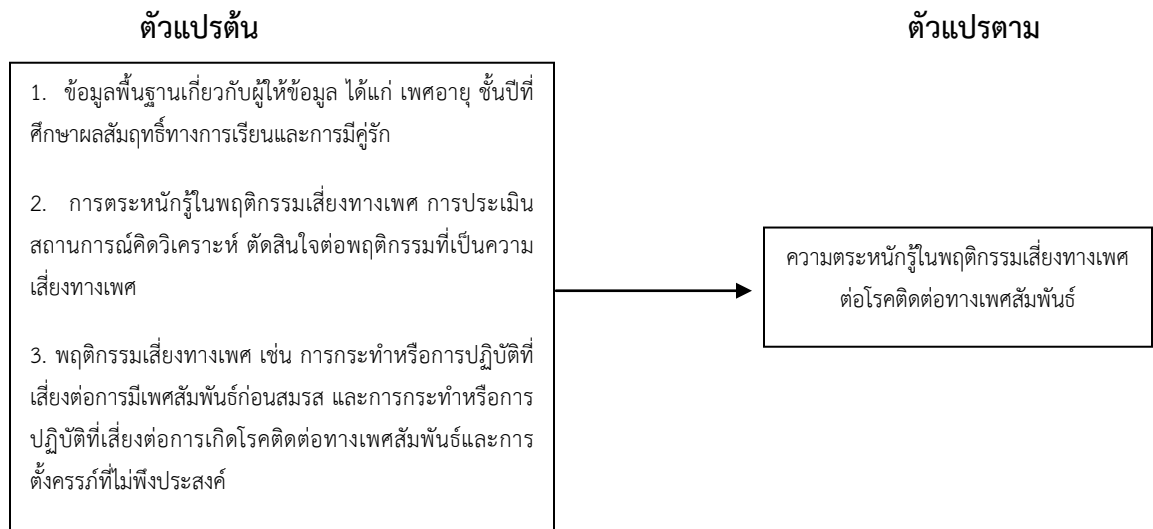 ตัวแปรต้น
ตัวแปรตาม
1. ข้อมูลพื้นฐานเกี่ยวกับผู้ให้ข้อมูล ได้แก่ เพศอายุ ชั้นปีที่
ศึกษาผลสัมฤทธิ์ทางการเรียนและการมีคู่รัก
2. การตระหนักรู้ในพฤติกรรมเสี่ยงทางเพศ การประเมิน
สถานการณ์คิดวิเคราะห์ ตัดสินใจต่อพฤติกรรมที่เป็นความ
เสี่ยงทางเพศ
3. พฤติกรรมเสี่ยงทางเพศ เช่น การกระทำหรือการปฏิบัติที่
เสี่ยงต่อการมีเพศสัมพันธ์ก่อนสมรส และการกระทำหรือการ
ปฏิบัติที่เสี่ยงต่อการเกิดโรคติดต่อทางเพศสัมพันธ์และการ
ตั้งครรภ์ที่ไม่พึงประสงค์
ความตระหนักรู้ในพฤติกรรมเสี่ยงทางเพศ
ต่อโรคติดต่อทางเพศสัมพันธ์